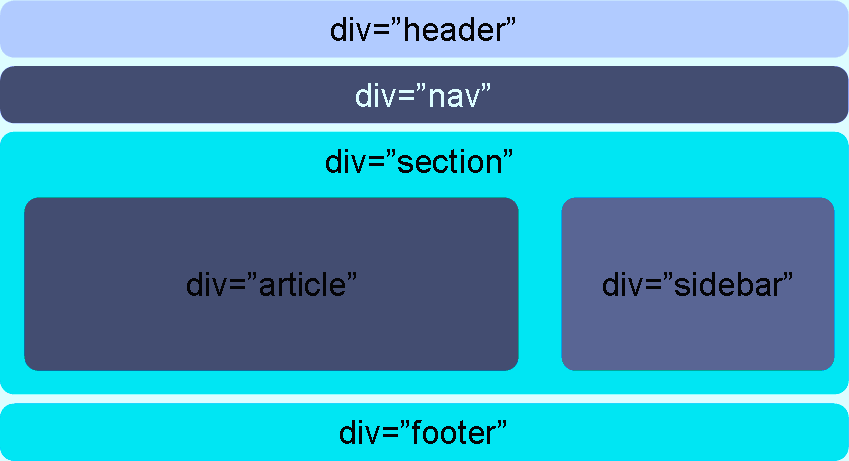 div=”header”
div=”nav”
div=”section”
div=”article”
div=”sidebar”
div=”footer”